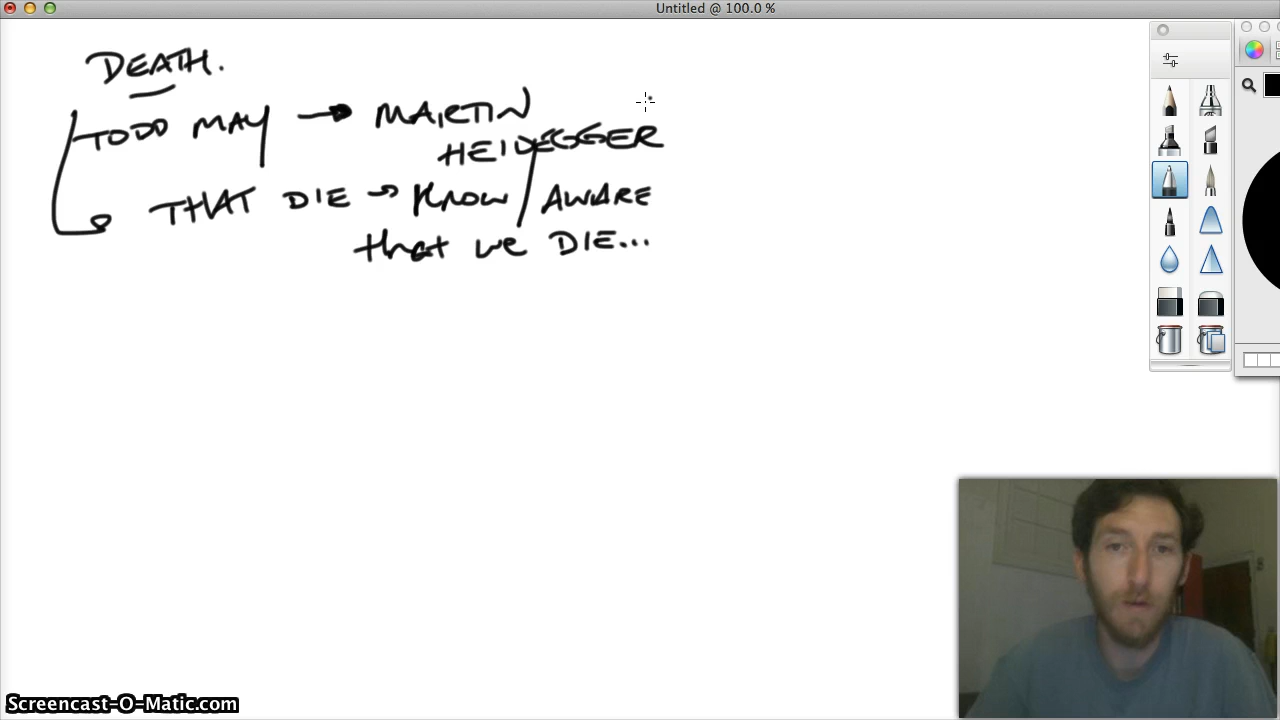 Untitled @ 100.0 %
DEATH.
TODD MAY → MARTIN
HEIDEGGER
THAT DIE → KNOW / AWARE
that we DIE...
Screencast-O-Matic.com